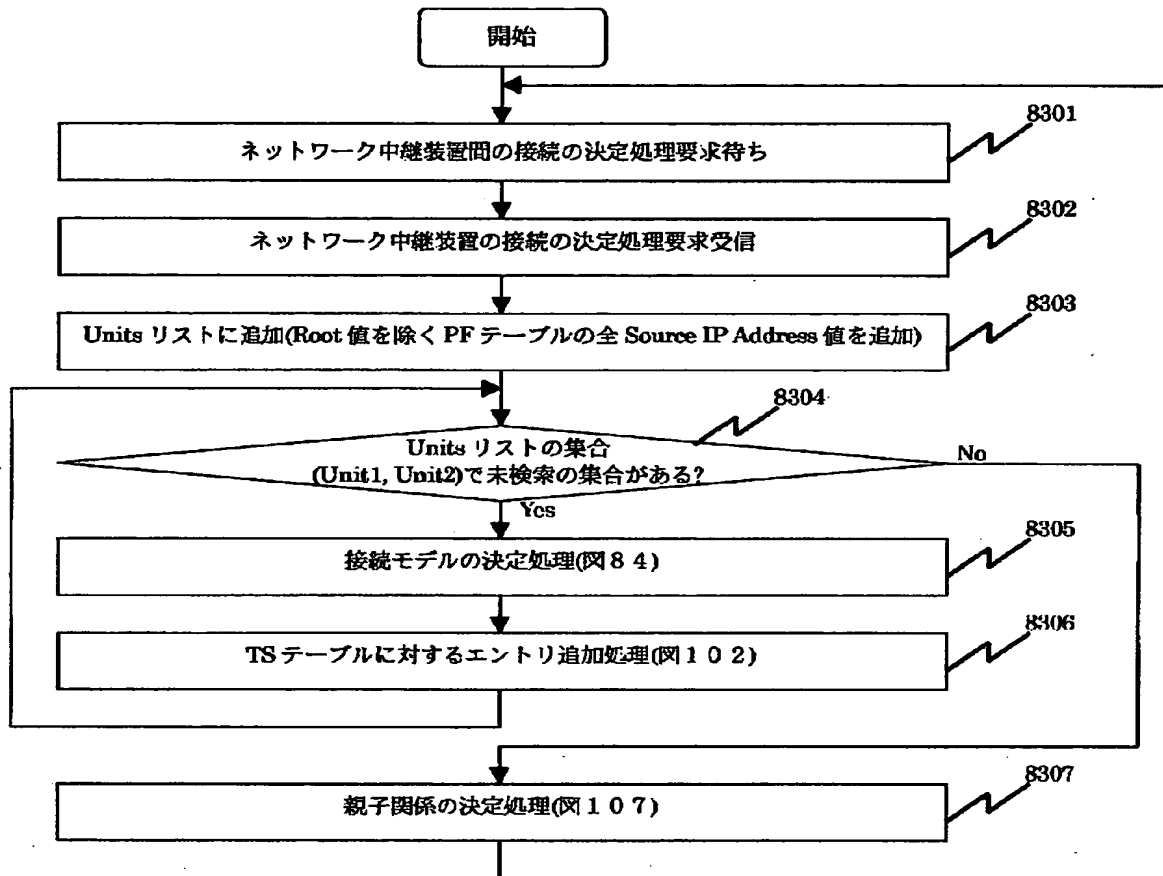 開始
8301
ネットワーク中継装置間の接続の決定処理要求待ち
8302
ネットワーク中継装置の接続の決定処理要求受信
8303
Units リストに追加(Root 値を除く PF テーブルの全 Source IP Address 値を追加)
8304
Units リストの集合
(Unit1, Unit2)で未検索の集合がある?
No
Yes
8305
接続モデルの決定処理(図８４)
8306
TS テーブルに対するエントリ追加処理(図１０２)
8307
親子関係の決定処理(図１０７)